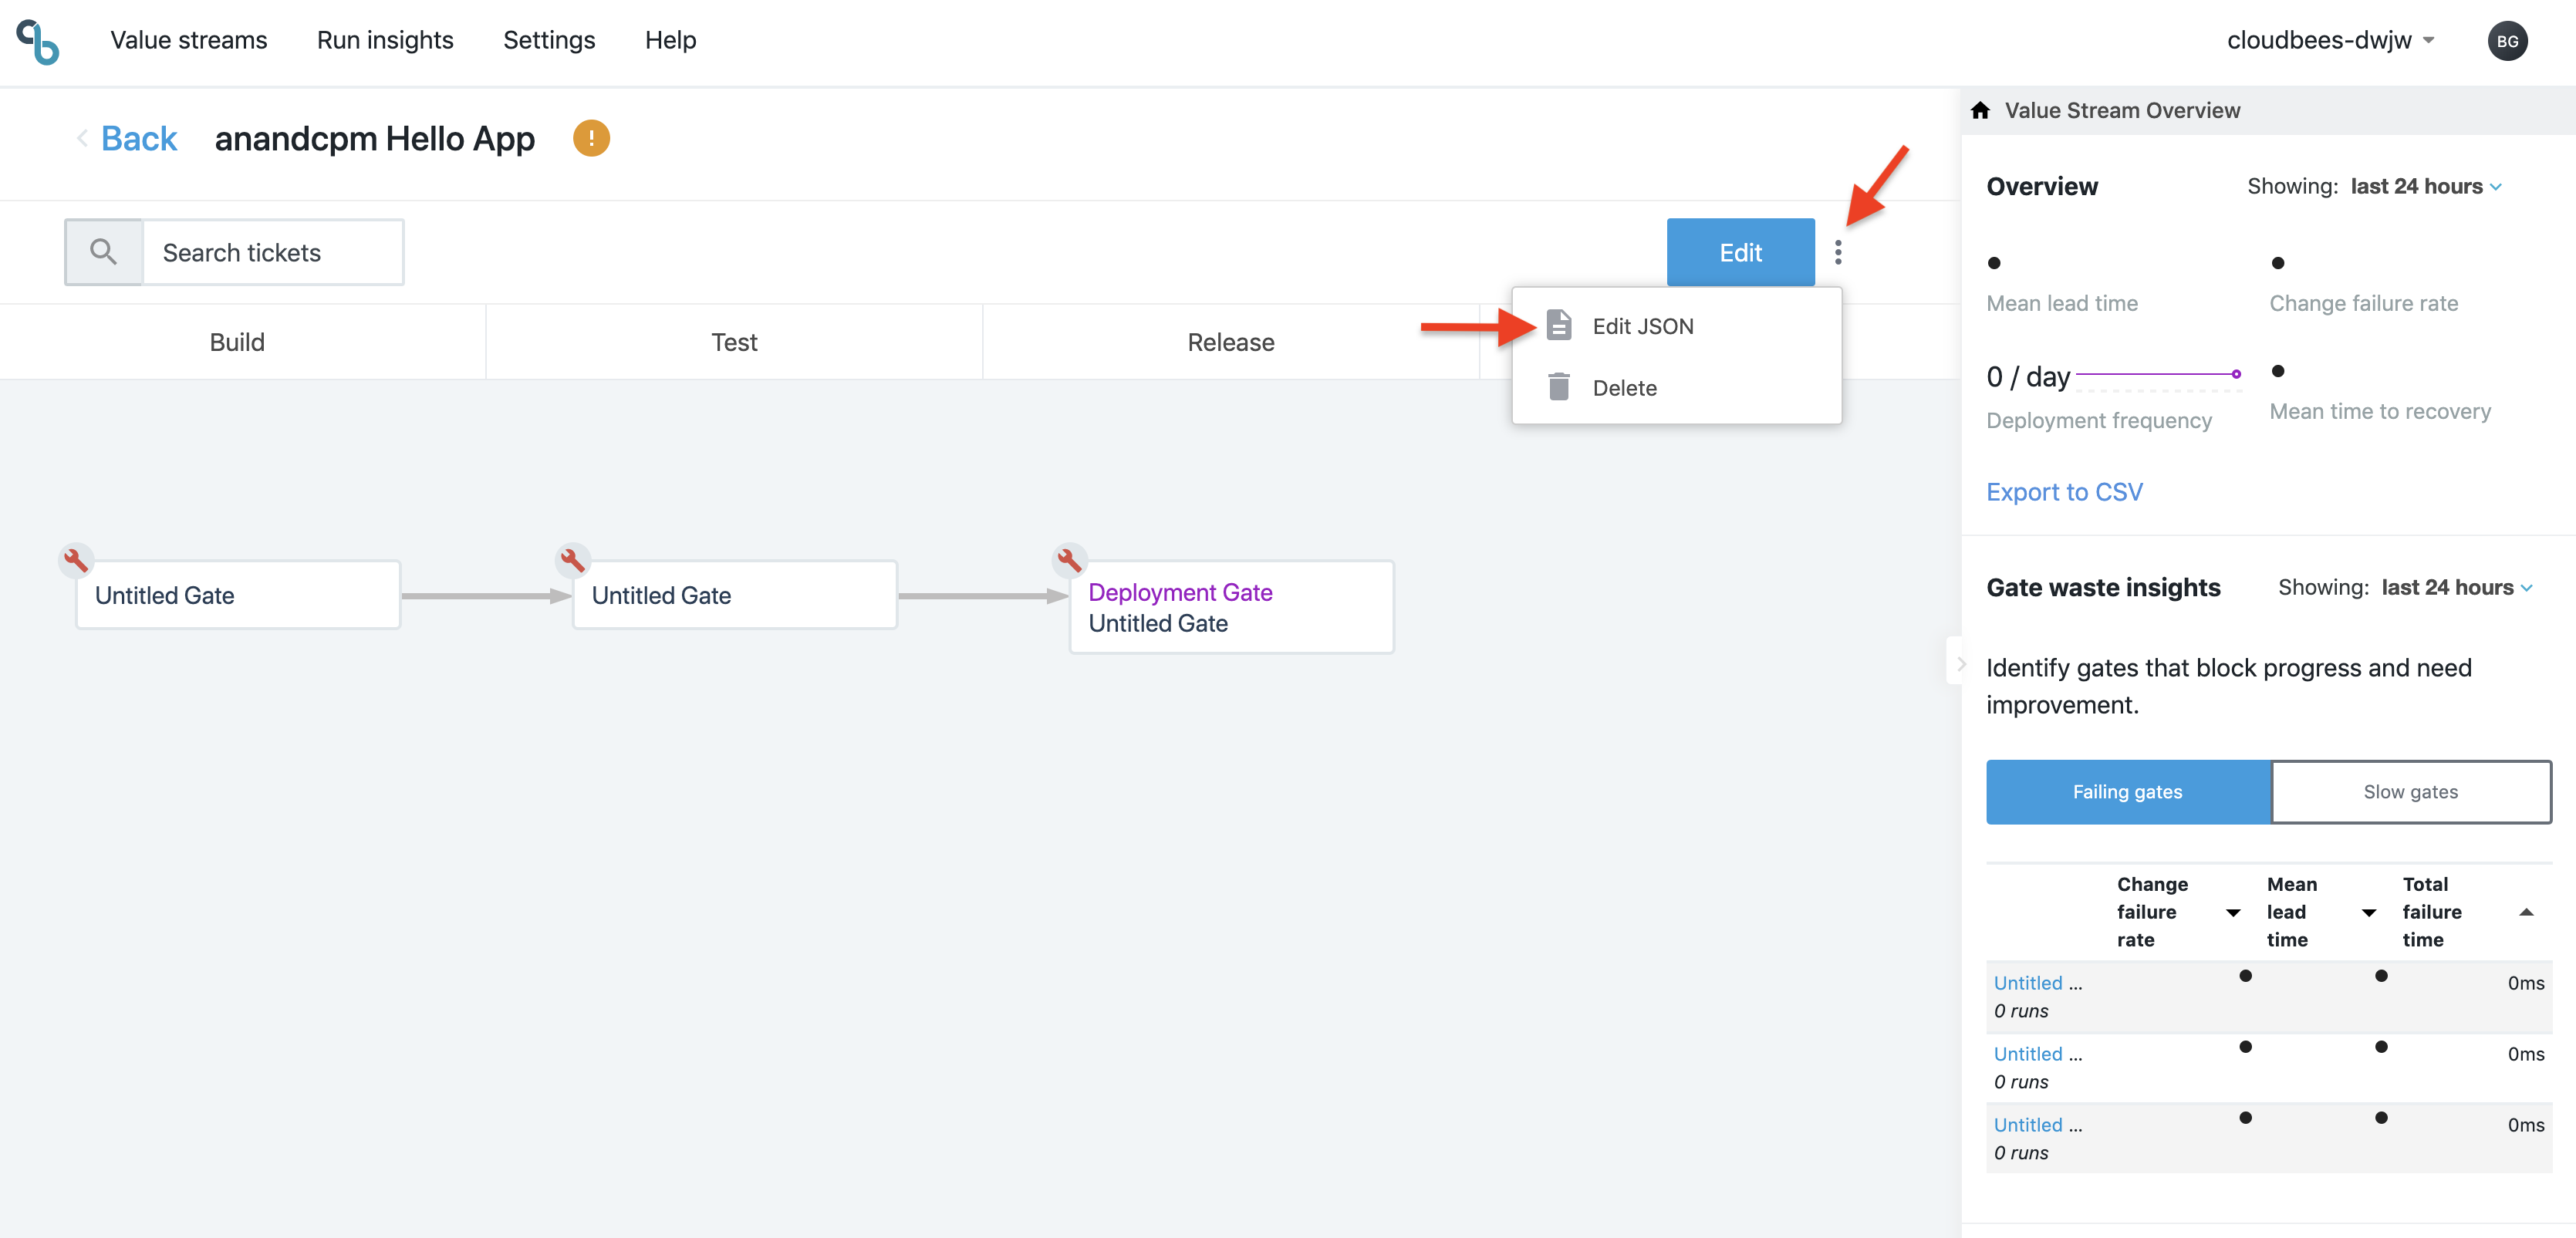 Value streams
Run insights
Settings
Help
cloudbees-dwjw
BG
Back
anandcpm Hello App
!
Search tickets
Edit
Edit JSON
Delete
Build
Test
Release
Untitled Gate
Untitled Gate
Deployment Gate
Untitled Gate
Value Stream Overview
Overview
Showing: last 24 hours
Mean lead time
Change failure rate
0 / day
Deployment frequency
Mean time to recovery
Export to CSV
Gate waste insights
Showing: last 24 hours
Identify gates that block progress and need
improvement.
Failing gates
Slow gates
Change
failure
rate
Mean
lead
time
Total
failure
time
Untitled ...
0ms
0 runs
Untitled ...
0ms
0 runs
Untitled ...
0ms
0 runs